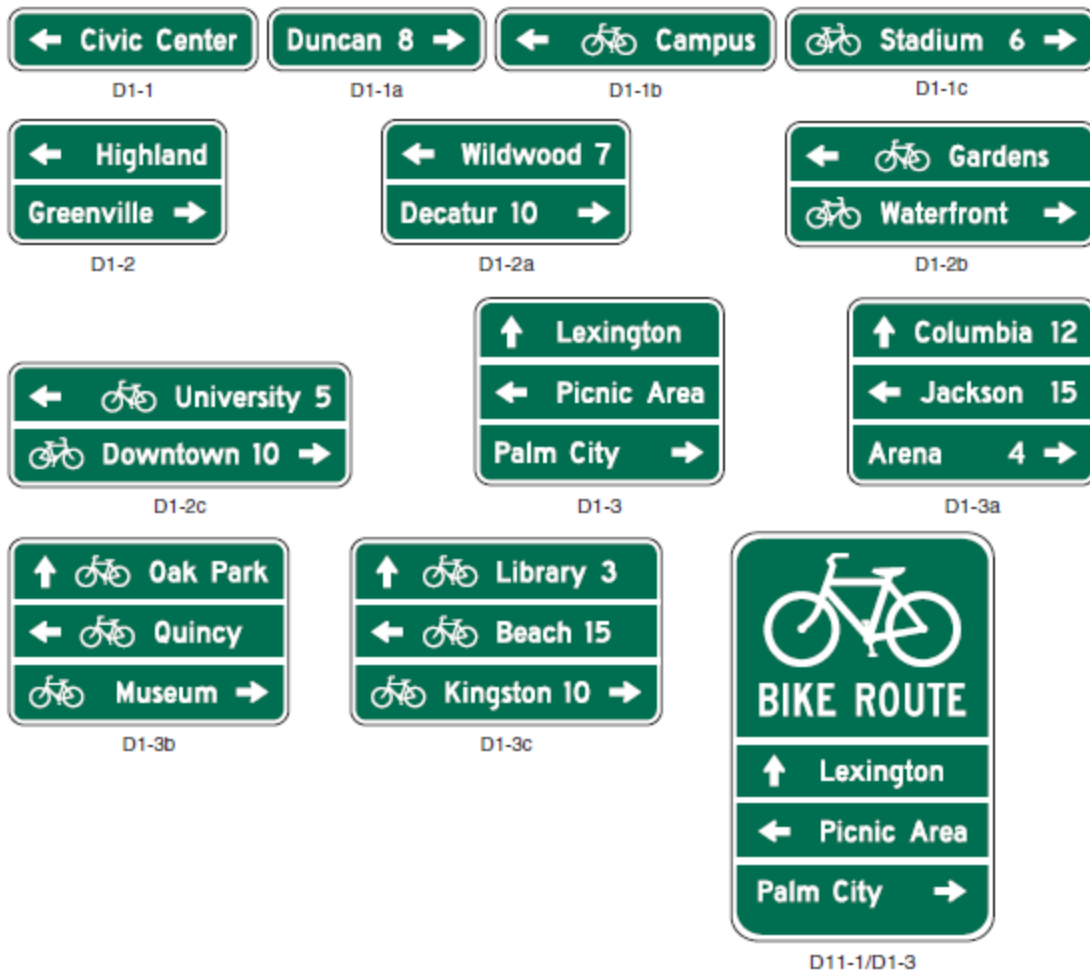 ← Civic Center
Duncan 8 →
← Campus
Stadium 6 →
D1-1
D1-1a
D1-1b
D1-1c
← Highland
Greenville →
← Wildwood 7
Decatur 10 →
← Gardens
Waterfront →
D1-2
D1-2a
D1-2b
← University 5
Downtown 10 →
↑ Lexington
← Picnic Area
Palm City →
↑ Columbia 12
← Jackson 15
Arena 4 →
D1-2c
D1-3
D1-3a
↑ Oak Park
← Quincy
Museum →
↑ Library 3
← Beach 15
Kingston 10 →
BIKE ROUTE
↑ Lexington
← Picnic Area
Palm City →
D1-3b
D1-3c
D11-1/D1-3